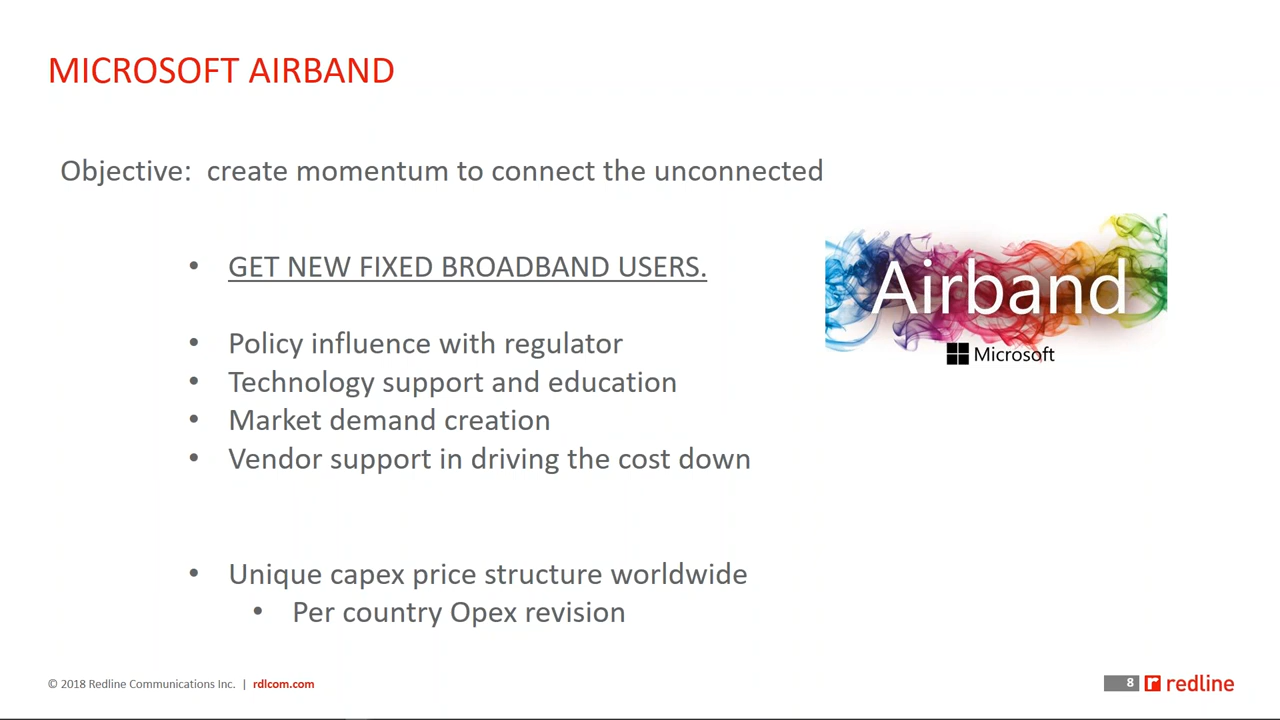 MICROSOFT AIRBAND
Objective: create momentum to connect the unconnected
• GET NEW FIXED BROADBAND USERS.
• Policy influence with regulator
• Technology support and education
• Market demand creation
• Vendor support in driving the cost down
• Unique capex price structure worldwide
• Per country Opex revision
Airband
Microsoft
© 2018 Redline Communications Inc. | rdlcom.com
8 redline